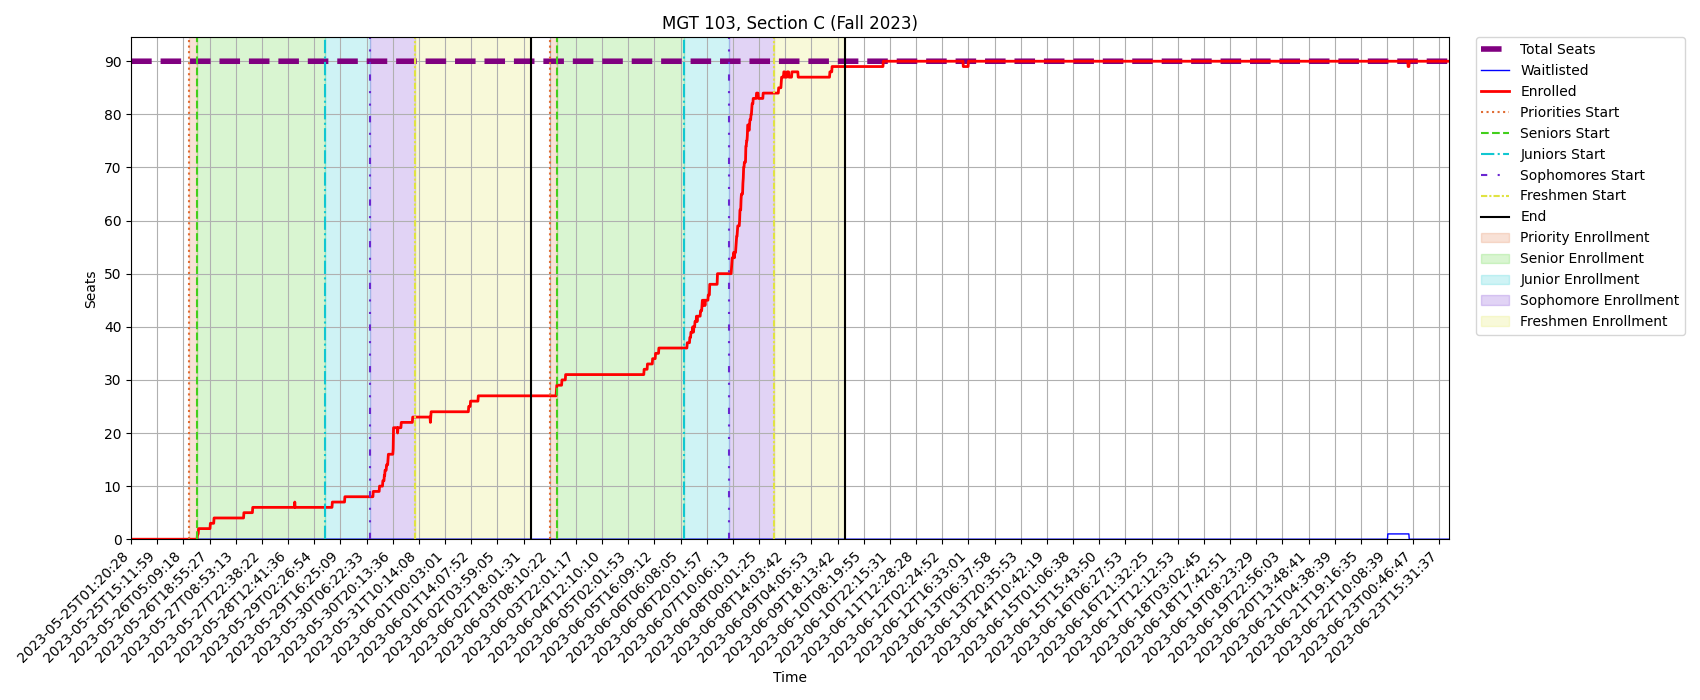 MGT 103, Section C (Fall 2023)
Seats
90
80
70
60
50
40
30
20
10
0
2023-05-25T01:20:28
2023-05-25T15:11:59
2023-05-26T05:09:18
2023-05-26T18:55:27
2023-05-27T08:53:13
2023-05-27T22:38:22
2023-05-28T12:41:36
2023-05-29T02:26:54
2023-05-29T16:25:09
2023-05-30T06:22:33
2023-05-30T20:13:36
2023-05-31T10:14:08
2023-06-01T00:03:01
2023-06-01T14:07:52
2023-06-02T03:59:05
2023-06-02T18:01:31
2023-06-03T08:10:22
2023-06-03T22:01:17
2023-06-04T12:10:10
2023-06-05T02:01:53
2023-06-05T16:09:12
2023-06-06T06:08:05
2023-06-06T20:01:57
2023-06-07T10:06:13
2023-06-08T00:01:25
2023-06-08T14:03:42
2023-06-09T04:05:53
2023-06-09T18:13:42
2023-06-10T08:19:55
2023-06-10T22:15:31
2023-06-11T12:28:28
2023-06-12T02:24:52
2023-06-12T16:33:01
2023-06-13T06:37:58
2023-06-13T20:35:53
2023-06-14T10:42:19
2023-06-15T01:06:38
2023-06-15T15:43:50
2023-06-16T06:27:53
2023-06-16T21:32:25
2023-06-17T12:12:53
2023-06-18T03:02:45
2023-06-18T17:42:51
2023-06-19T08:23:29
2023-06-19T22:56:03
2023-06-20T13:48:41
2023-06-21T04:38:39
2023-06-21T19:16:35
2023-06-22T10:08:39
2023-06-23T00:46:47
2023-06-23T15:31:37
Time
Total Seats
Waitlisted
Enrolled
Priorities Start
Seniors Start
Juniors Start
Sophomores Start
Freshmen Start
End
Priority Enrollment
Senior Enrollment
Junior Enrollment
Sophomore Enrollment
Freshmen Enrollment